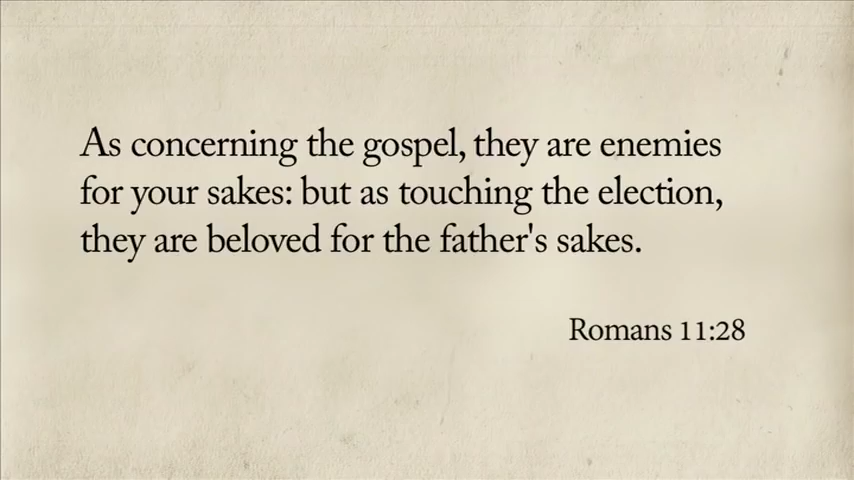 As concerning the gospel, they are enemies
for your sakes: but as touching the election,
they are beloved for the father's sakes.
Romans 11:28